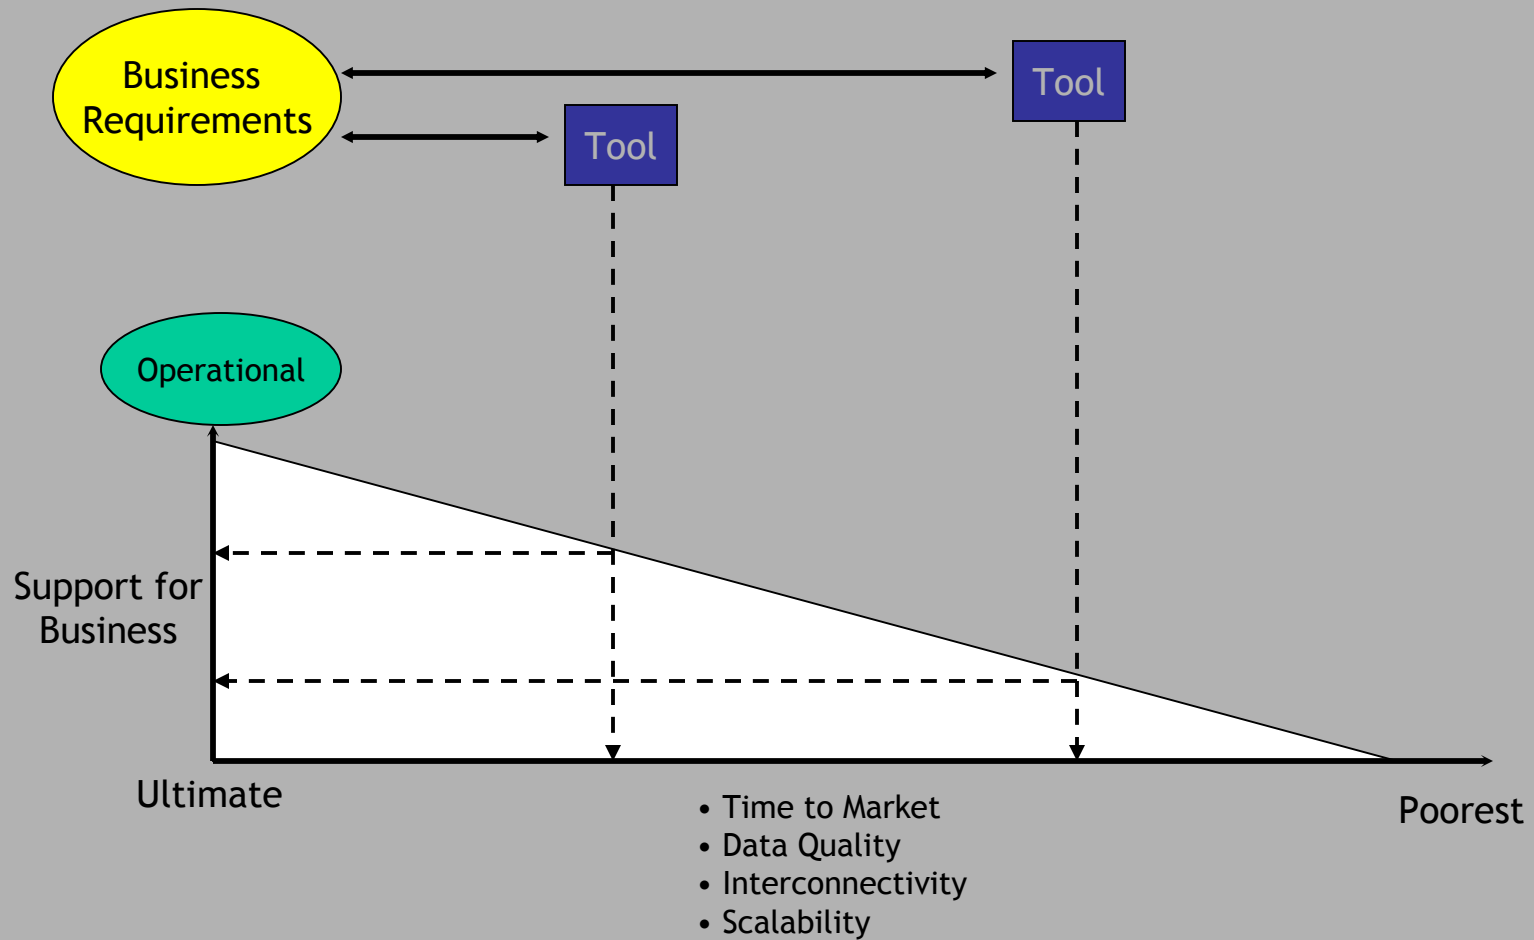 Business
Requirements
Tool
Tool
Operational
Support for
Business
Ultimate
Poorest
• Time to Market
• Data Quality
• Interconnectivity
• Scalability